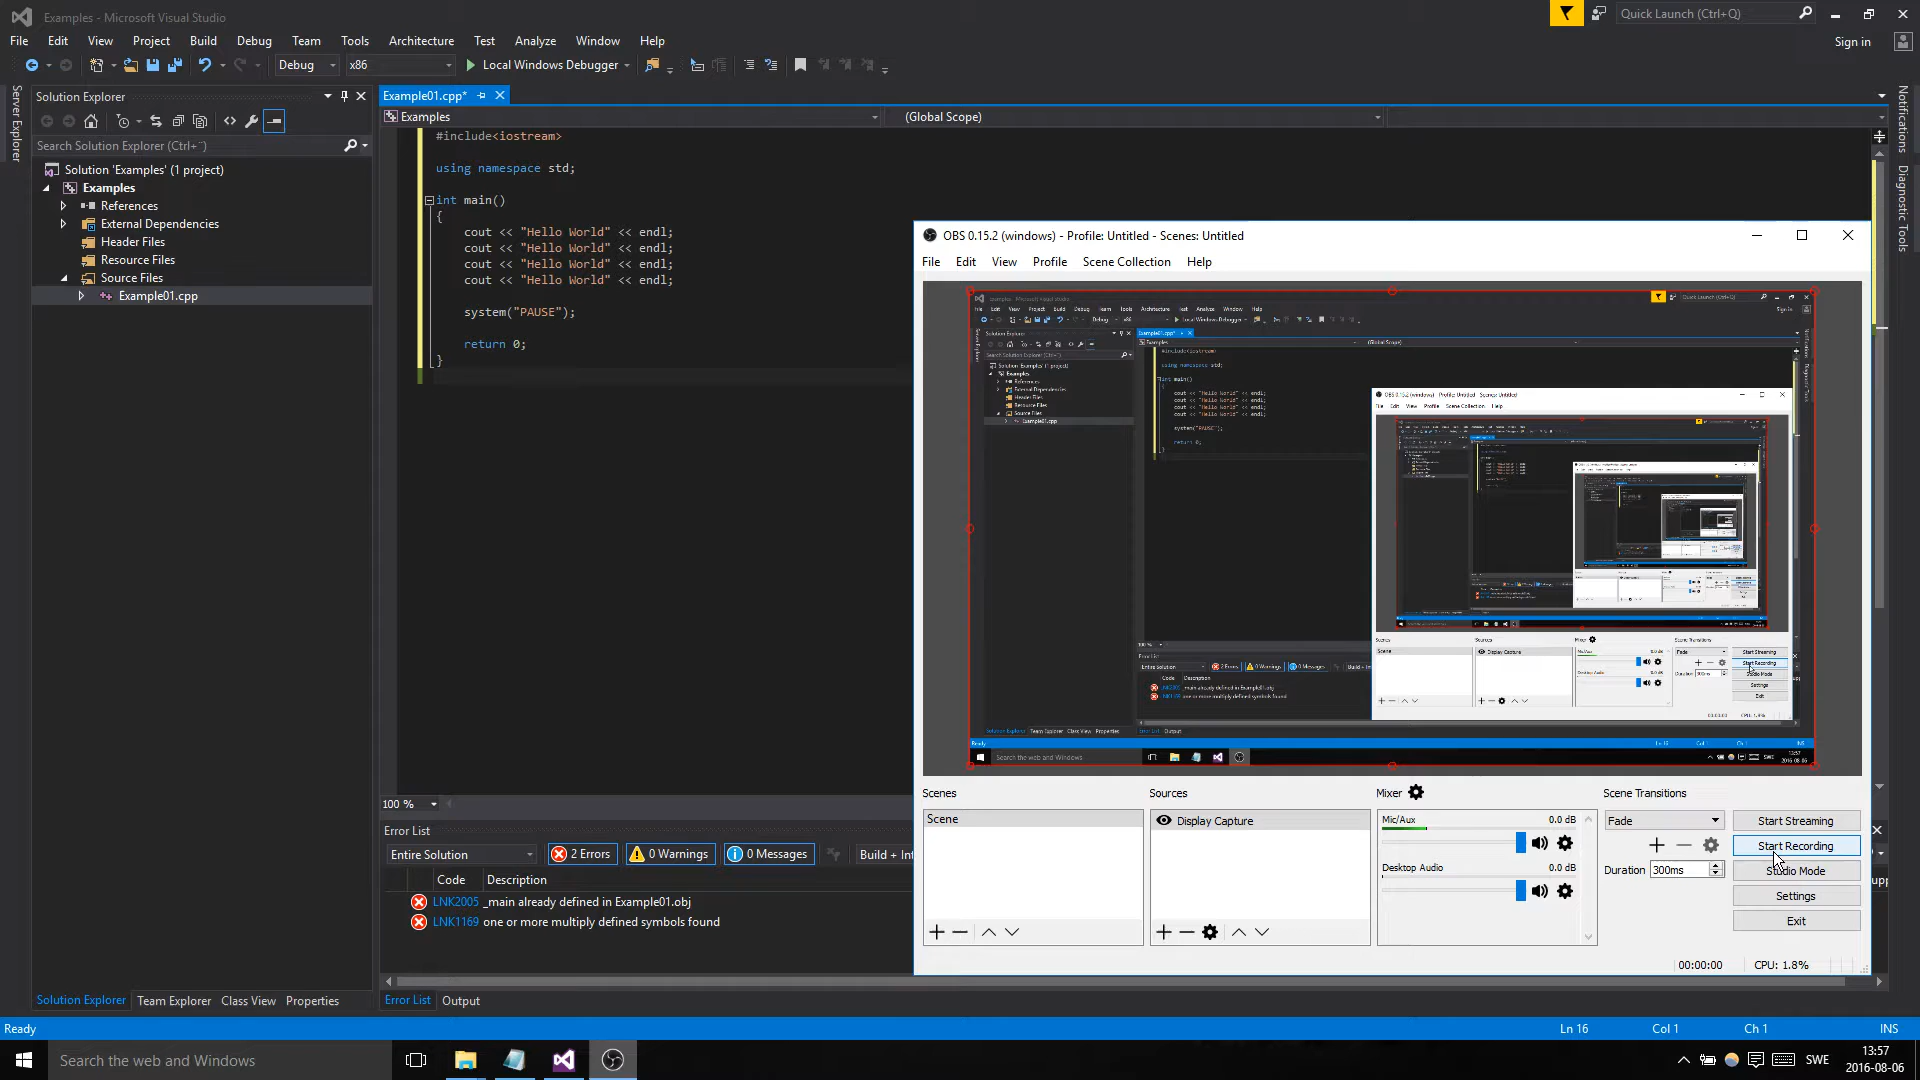 Examples - Microsoft Visual Studio
Quick Launch (Ctrl+Q)
File Edit View Project Build Debug Team Tools Architecture Test Analyze Window Help
Sign in
Debug x86 Local Windows Debugger
Server Explorer
Solution Explorer
Search Solution Explorer (Ctrl+¨)
Solution 'Examples' (1 project)
Examples
References
External Dependencies
Header Files
Resource Files
Source Files
Example01.cpp
Example01.cpp*
Examples (Global Scope)
#include<iostream>
using namespace std;
int main()
{
cout << "Hello World" << endl;
cout << "Hello World" << endl;
cout << "Hello World" << endl;
cout << "Hello World" << endl;
system("PAUSE");
return 0;
}
Notifications
Diagnostic Tools
100 %
Error List
Entire Solution 2 Errors 0 Warnings 0 Messages Build + Int
Code Description
LNK2005 _main already defined in Example01.obj
LNK1169 one or more multiply defined symbols found
Error List Output
Solution Explorer Team Explorer Class View Properties
OBS 0.15.2 (windows) - Profile: Untitled - Scenes: Untitled
File Edit View Profile Scene Collection Help
Scenes
Scene
Sources
Display Capture
Mixer
Mic/Aux 0.0 dB
Desktop Audio 0.0 dB
Scene Transitions
Fade
Duration 300ms
Start Streaming
Start Recording
Studio Mode
Settings
Exit
00:00:00 CPU: 1.8%
Ready Ln 16 Col 1 Ch 1 INS
Search the web and Windows
SWE
13:57
2016-08-06